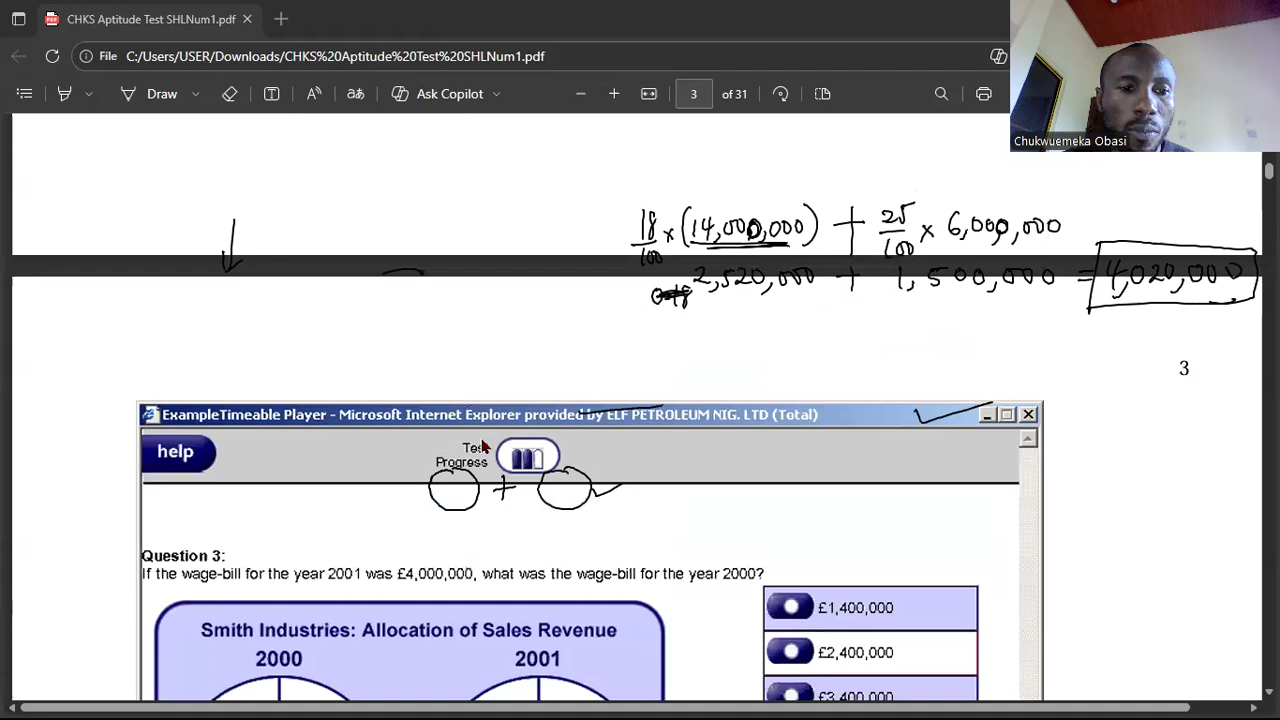 CHKS Aptitude Test SHLNum1.pdf
File C:/Users/USER/Downloads/CHKS%20Aptitude%20Test%20SHLNum1.pdf
Draw
Ask Copilot
3 of 31
Chukwuemeka Obasi
18/100 × (14,000,000) + 25/100 × 6,000,000
2,520,000 + 1,500,000 = 4,020,000
3
ExampleTimeable Player - Microsoft Internet Explorer provided by ELF PETROLEUM NIG. LTD (Total)
help
Test
Progress
+
Question 3:
If the wage-bill for the year 2001 was £4,000,000, what was the wage-bill for the year 2000?
£1,400,000
Smith Industries: Allocation of Sales Revenue
£2,400,000
2000 2001
£3,400,000